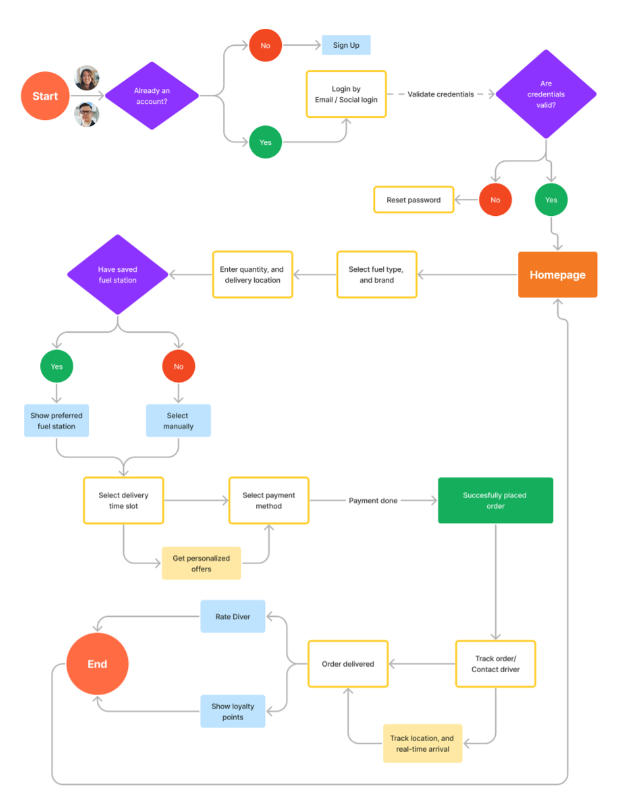 No
Sign Up
Start
Already an
account?
Login by
Email / Social login
Validate credentials
Are
credentials
valid?
Yes
Reset password
No
Yes
Have saved
fuel station
Enter quantity, and
delivery location
Select fuel type,
and brand
Homepage
Yes
No
Show preferred
fuel station
Select
manually
Select delivery
time slot
Select payment
method
Payment done
Succesfully placed
order
Get personalized
offers
Rate Diver
End
Order delivered
Track order/
Contact driver
Show loyalty
points
Track location, and
real-time arrival